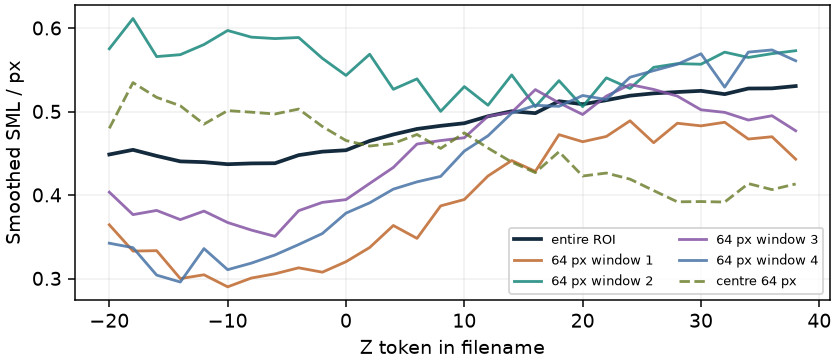 Smoothed SML / px
0.6
0.5
0.4
0.3
entire ROI
64 px window 1
64 px window 2
64 px window 3
64 px window 4
centre 64 px
−20
−10
0
10
20
30
40
Z token in filename